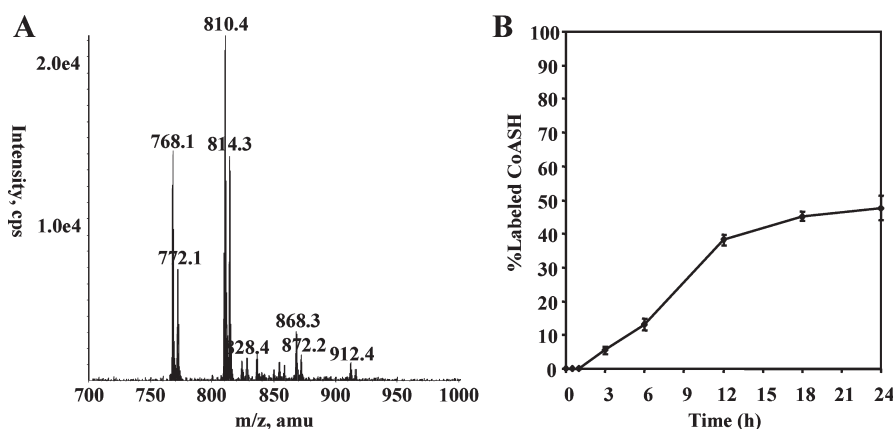 A
810.4
2.0e4
768.1
814.3
Intensity, cps
1.0e4
772.1
868.3
828.4
872.2
912.4
700 750 800 850 900 950 1000
m/z, amu
B
100
90
80
70
60
50
40
30
20
10
0
%Labeled CoASH
0 3 6 9 12 15 18 21 24
Time (h)